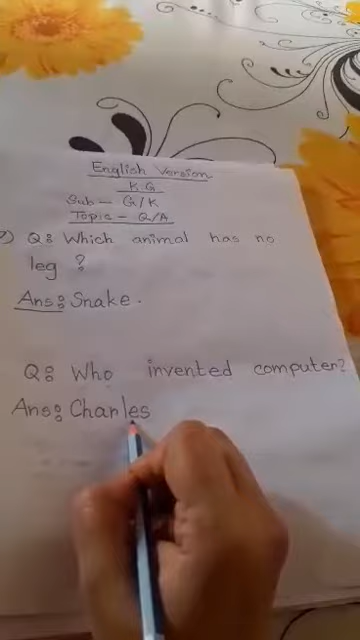 English Version
K.G
Sub - G/K
Topic - Q/A
Q: Which animal has no
leg ?
Ans: Snake.
Q: Who invented computer?
Ans: Charles